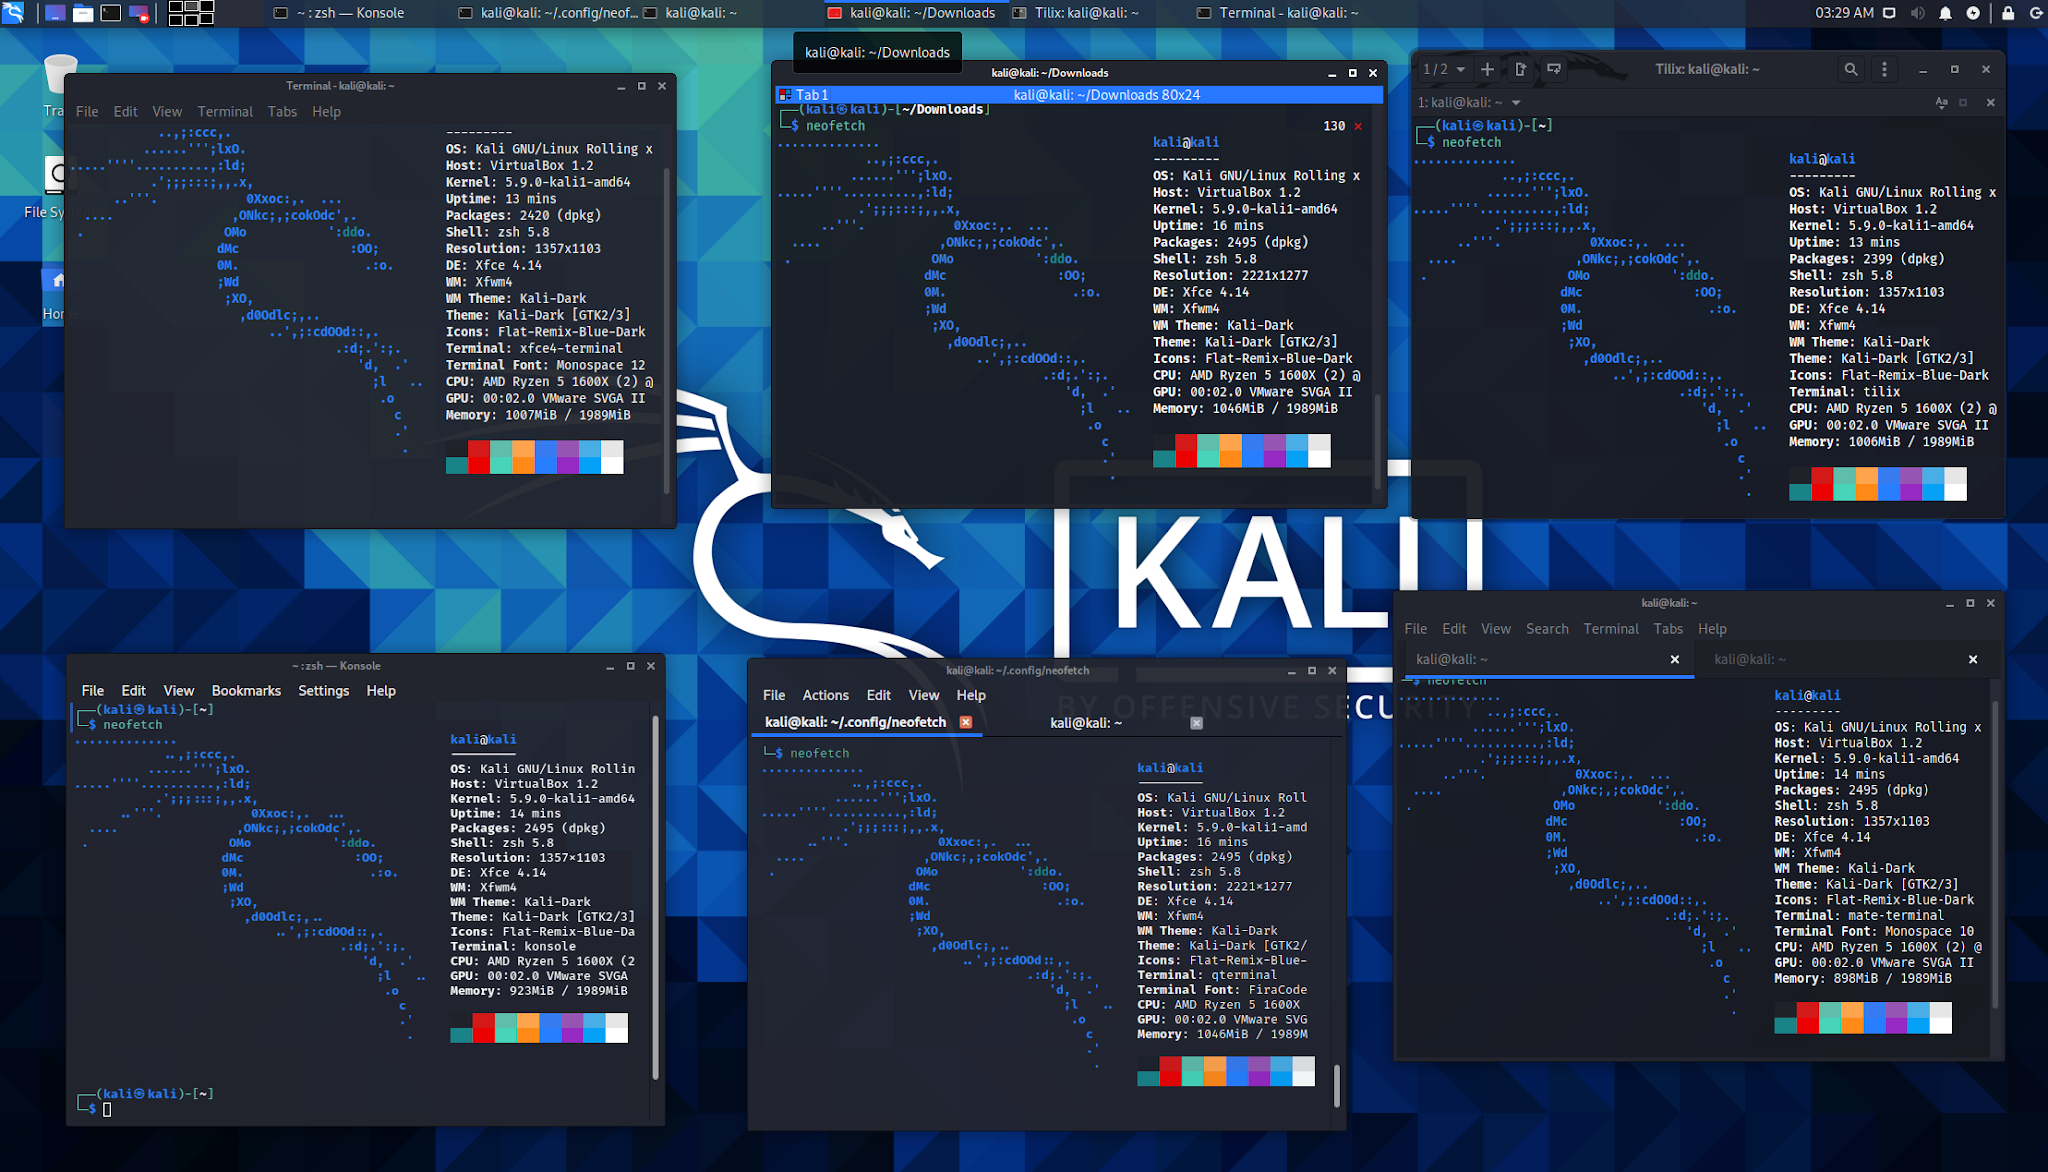 ~ : zsh — Konsole
kali@kali: ~/.config/neof...
kali@kali: ~
kali@kali: ~/Downloads
Tilix: kali@kali: ~
Terminal - kali@kali: ~
03:29 AM
kali@kali: ~/Downloads
Tra
File Sy
Hom
Terminal - kali@kali: ~
File Edit View Terminal Tabs Help
---------
OS: Kali GNU/Linux Rolling x
Host: VirtualBox 1.2
Kernel: 5.9.0-kali1-amd64
Uptime: 13 mins
Packages: 2420 (dpkg)
Shell: zsh 5.8
Resolution: 1357x1103
DE: Xfce 4.14
WM: Xfwm4
WM Theme: Kali-Dark
Theme: Kali-Dark [GTK2/3]
Icons: Flat-Remix-Blue-Dark
Terminal: xfce4-terminal
Terminal Font: Monospace 12
CPU: AMD Ryzen 5 1600X (2) @
GPU: 00:02.0 VMware SVGA II
Memory: 1007MiB / 1989MiB
kali@kali: ~/Downloads
Tab 1
kali@kali: ~/Downloads 80x24
┌──(kali㉿kali)-[~/Downloads]
└─$ neofetch
130 ⨯
kali@kali
---------
OS: Kali GNU/Linux Rolling x
Host: VirtualBox 1.2
Kernel: 5.9.0-kali1-amd64
Uptime: 16 mins
Packages: 2495 (dpkg)
Shell: zsh 5.8
Resolution: 2221x1277
DE: Xfce 4.14
WM: Xfwm4
WM Theme: Kali-Dark
Theme: Kali-Dark [GTK2/3]
Icons: Flat-Remix-Blue-Dark
CPU: AMD Ryzen 5 1600X (2) @
GPU: 00:02.0 VMware SVGA II
Memory: 1046MiB / 1989MiB
1 / 2
Tilix: kali@kali: ~
1: kali@kali: ~
┌──(kali㉿kali)-[~]
└─$ neofetch
kali@kali
---------
OS: Kali GNU/Linux Rolling x
Host: VirtualBox 1.2
Kernel: 5.9.0-kali1-amd64
Uptime: 13 mins
Packages: 2399 (dpkg)
Shell: zsh 5.8
Resolution: 1357x1103
DE: Xfce 4.14
WM: Xfwm4
WM Theme: Kali-Dark
Theme: Kali-Dark [GTK2/3]
Icons: Flat-Remix-Blue-Dark
Terminal: tilix
CPU: AMD Ryzen 5 1600X (2) @
GPU: 00:02.0 VMware SVGA II
Memory: 1006MiB / 1989MiB
KALI
BY OFFENSIVE SECURITY
~ : zsh — Konsole
File Edit View Bookmarks Settings Help
┌──(kali㉿kali)-[~]
└─$ neofetch
kali@kali
OS: Kali GNU/Linux Rollin
Host: VirtualBox 1.2
Kernel: 5.9.0-kali1-amd64
Uptime: 14 mins
Packages: 2495 (dpkg)
Shell: zsh 5.8
Resolution: 1357×1103
DE: Xfce 4.14
WM: Xfwm4
WM Theme: Kali-Dark
Theme: Kali-Dark [GTK2/3]
Icons: Flat-Remix-Blue-Da
Terminal: konsole
CPU: AMD Ryzen 5 1600X (2
GPU: 00:02.0 VMware SVGA
Memory: 923MiB / 1989MiB
┌──(kali㉿kali)-[~]
└─$
kali@kali: ~/.config/neofetch
File Actions Edit View Help
kali@kali: ~/.config/neofetch
kali@kali: ~
└─$ neofetch
kali@kali
OS: Kali GNU/Linux Roll
Host: VirtualBox 1.2
Kernel: 5.9.0-kali1-amd
Uptime: 16 mins
Packages: 2495 (dpkg)
Shell: zsh 5.8
Resolution: 2221×1277
DE: Xfce 4.14
WM: Xfwm4
WM Theme: Kali-Dark
Theme: Kali-Dark [GTK2/
Icons: Flat-Remix-Blue-
Terminal: qterminal
Terminal Font: FiraCode
CPU: AMD Ryzen 5 1600X
GPU: 00:02.0 VMware SVG
Memory: 1046MiB / 1989M
kali@kali: ~
File Edit View Search Terminal Tabs Help
kali@kali: ~
kali@kali: ~
└─$ neofetch
kali@kali
---------
OS: Kali GNU/Linux Rolling x
Host: VirtualBox 1.2
Kernel: 5.9.0-kali1-amd64
Uptime: 14 mins
Packages: 2495 (dpkg)
Shell: zsh 5.8
Resolution: 1357x1103
DE: Xfce 4.14
WM: Xfwm4
WM Theme: Kali-Dark
Theme: Kali-Dark [GTK2/3]
Icons: Flat-Remix-Blue-Dark
Terminal: mate-terminal
Terminal Font: Monospace 10
CPU: AMD Ryzen 5 1600X (2) @
GPU: 00:02.0 VMware SVGA II
Memory: 898MiB / 1989MiB